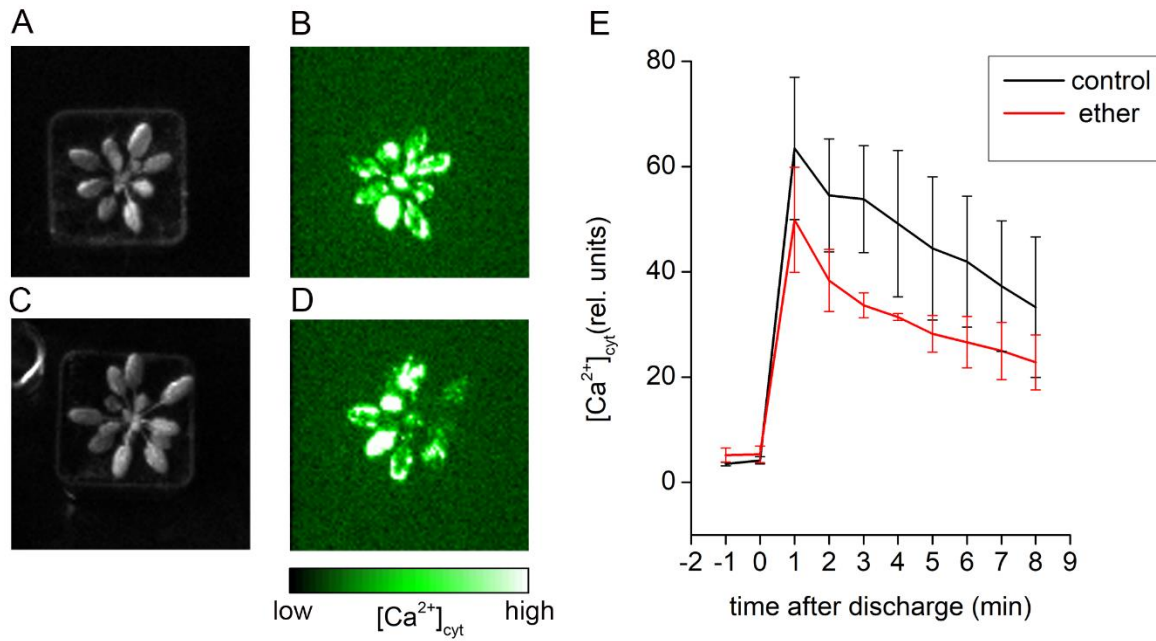 A
B
C
D
low
high
[Ca²⁺]cyt
E
control
ether
80
60
40
20
0
[Ca²⁺]cyt(rel. units)
-2 -1 0 1 2 3 4 5 6 7 8 9
time after discharge (min)